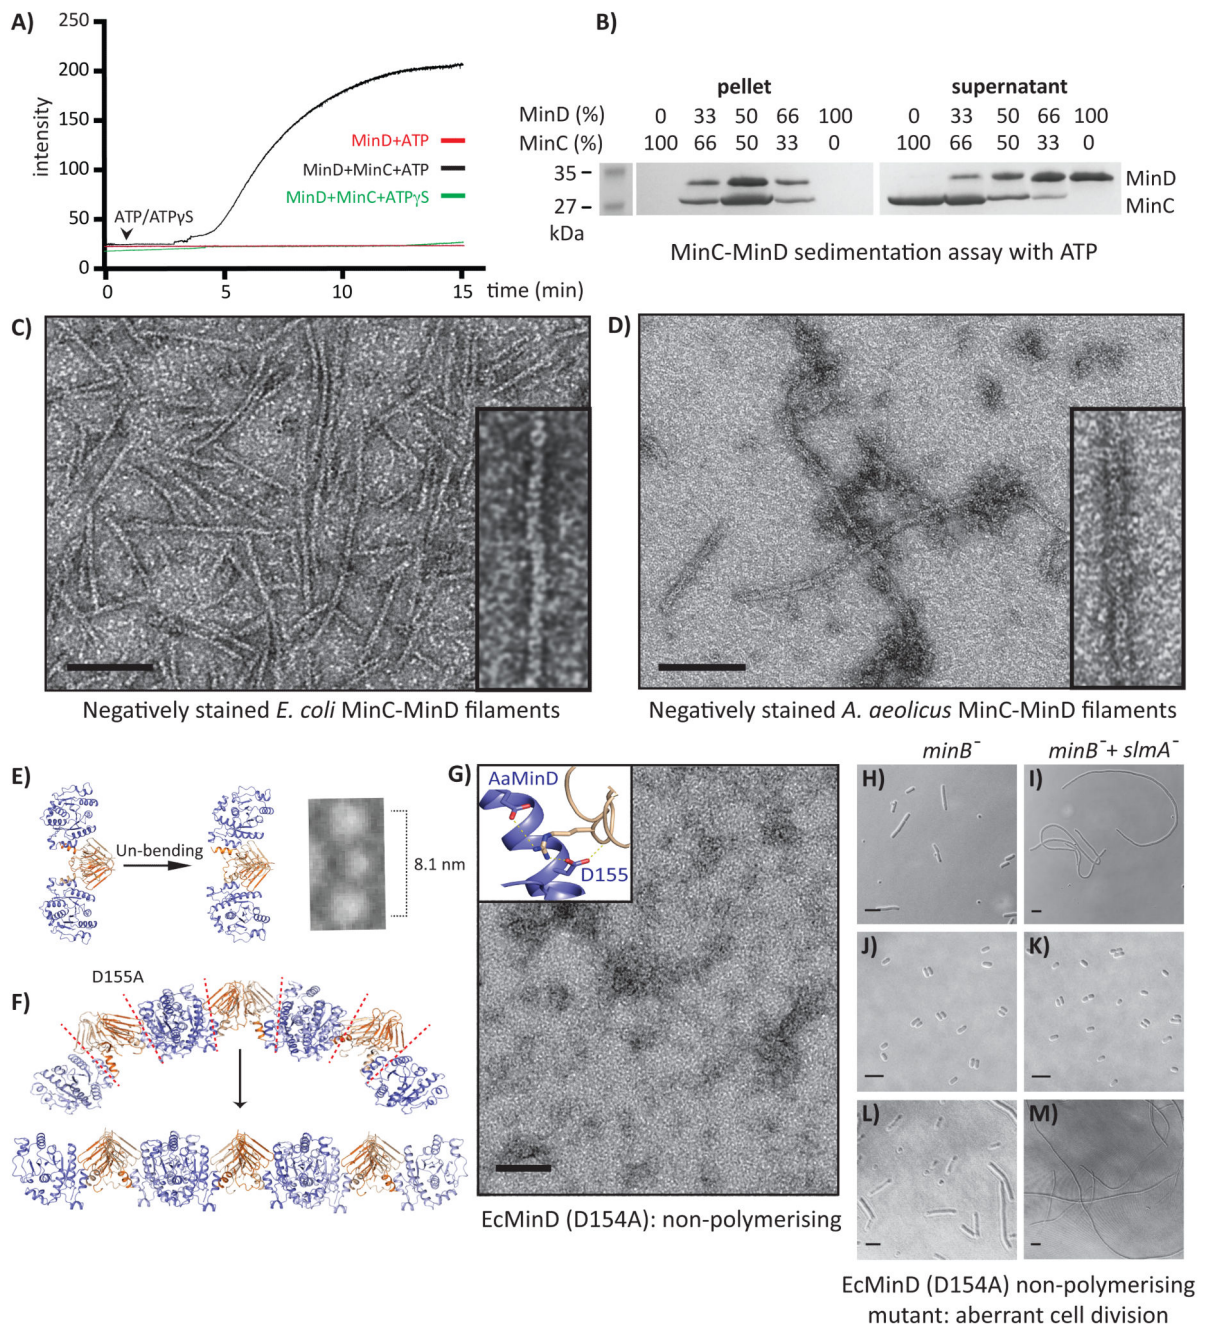 A)
250
200
150
100
50
0
intensity
MinD+ATP
MinD+MinC+ATP
MinD+MinC+ATPγS
ATP/ATPγS
0 5 10 15 time (min)
B)
pellet supernatant
MinD (%) 0 33 50 66 100 0 33 50 66 100
MinC (%) 100 66 50 33 0 100 66 50 33 0
35
27
kDa
MinD
MinC
MinC-MinD sedimentation assay with ATP
C)
Negatively stained E. coli MinC-MinD filaments
D)
Negatively stained A. aeolicus MinC-MinD filaments
E)
Un-bending
8.1 nm
F)
D155A
G)
AaMinD
D155
EcMinD (D154A): non-polymerising
minB⁻ minB⁻+ slmA⁻
H) I)
J) K)
L) M)
EcMinD (D154A) non-polymerising
mutant: aberrant cell division